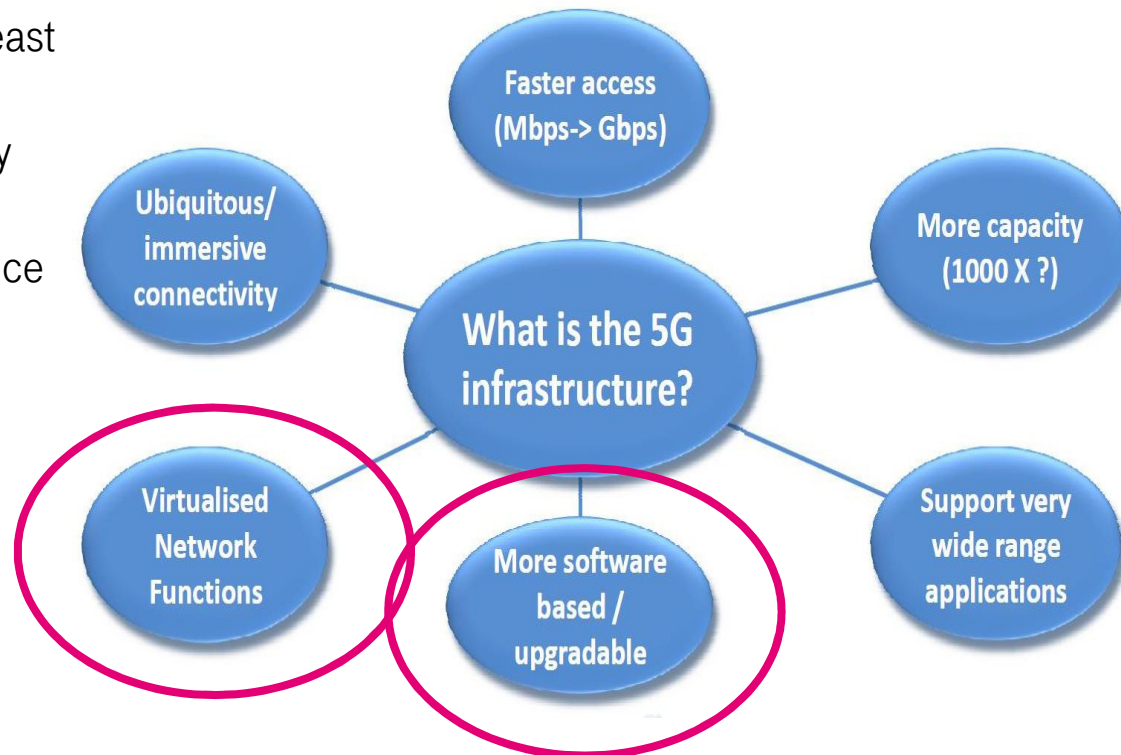 east
y
ce
Faster access
(Mbps-> Gbps)
Ubiquitous/
immersive
connectivity
More capacity
(1000 X ?)
What is the 5G
infrastructure?
Virtualised
Network
Functions
More software
based /
upgradable
Support very
wide range
applications